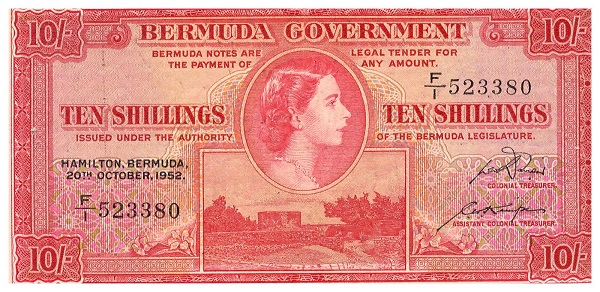 10/- BERMUDA GOVERNMENT 10/-
BERMUDA NOTES ARE LEGAL TENDER FOR
THE PAYMENT OF ANY AMOUNT.
F/1 523380
TEN SHILLINGS TEN SHILLINGS
ISSUED UNDER THE AUTHORITY OF THE BERMUDA LEGISLATURE.
HAMILTON, BERMUDA,
20TH OCTOBER, 1952.
COLONIAL TREASURER.
F/1 523380
ASSISTANT COLONIAL TREASURER.
10/- 10/-